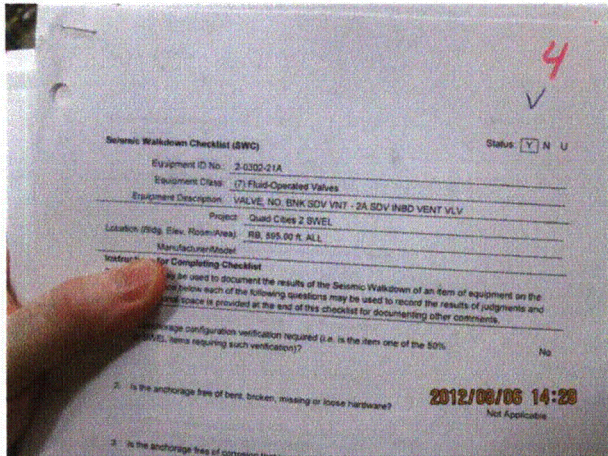 4
Seismic Walkdown Checklist (SWC)
Status: Y N U
Equipment ID No.: 2-0302-21A
Equipment Class: (7) Fluid-Operated Valves
Equipment Description: VALVE, NO, BNK SDV VNT - 2A SDV INBD VENT VLV
Project: Quad Cities 2 SWEL
Location (Bldg, Elev, Room/Area): RB, 595.00 ft, ALL
Manufacturer/Model:
Instructions for Completing Checklist
be used to document the results of the Seismic Walkdown of an item of equipment on the
below each of the following questions may be used to record the results of judgments and
space is provided at the end of this checklist for documenting other comments.
configuration verification required (i.e. is the item one of the 50%
SWEL items requiring such verification)?
No
2. Is the anchorage free of bent, broken, missing or loose hardware?
2012/08/06 14:28
Not Applicable
3. Is the anchorage free of corrosion